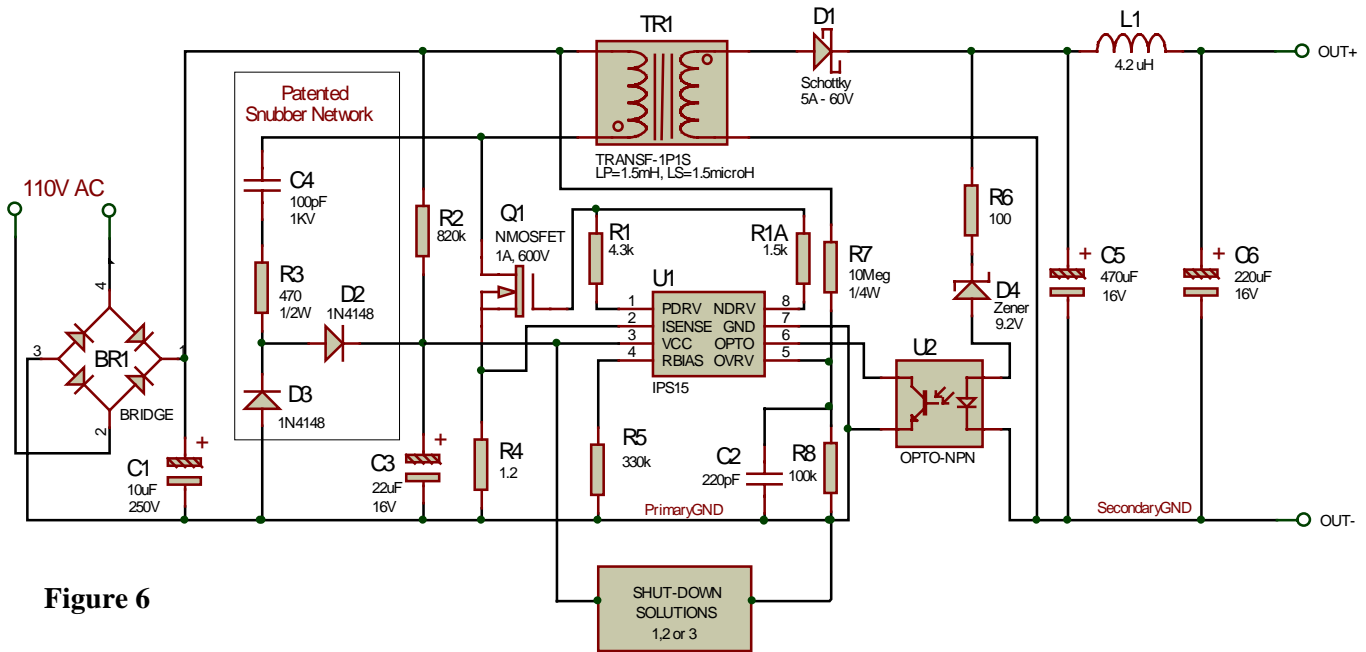 TR1
TRANSF-1P1S
LP=1.5mH, LS=1.5microH
D1
Schottky
5A - 60V
L1
4.2 uH
OUT+
Patented
Snubber Network
C4
100pF
1KV
R3
470
1/2W
D2
1N4148
D3
1N4148
110V AC
4
3
1
2
BR1
BRIDGE
C1
10uF
250V
R2
820k
Q1
NMOSFET
1A, 600V
R1
4.3k
R1A
1.5k
R7
10Meg
1/4W
U1
1 PDRV NDRV 8
2 ISENSE GND 7
3 VCC OPTO 6
4 RBIAS OVRV 5
IPS15
R6
100
D4
Zener
9.2V
C5
470uF
16V
C6
220uF
16V
U2
OPTO-NPN
C3
22uF
16V
R4
1.2
R5
330k
C2
220pF
R8
100k
PrimaryGND
SecondaryGND
OUT-
SHUT-DOWN
SOLUTIONS
1,2 or 3
Figure 6
+
+
+
+